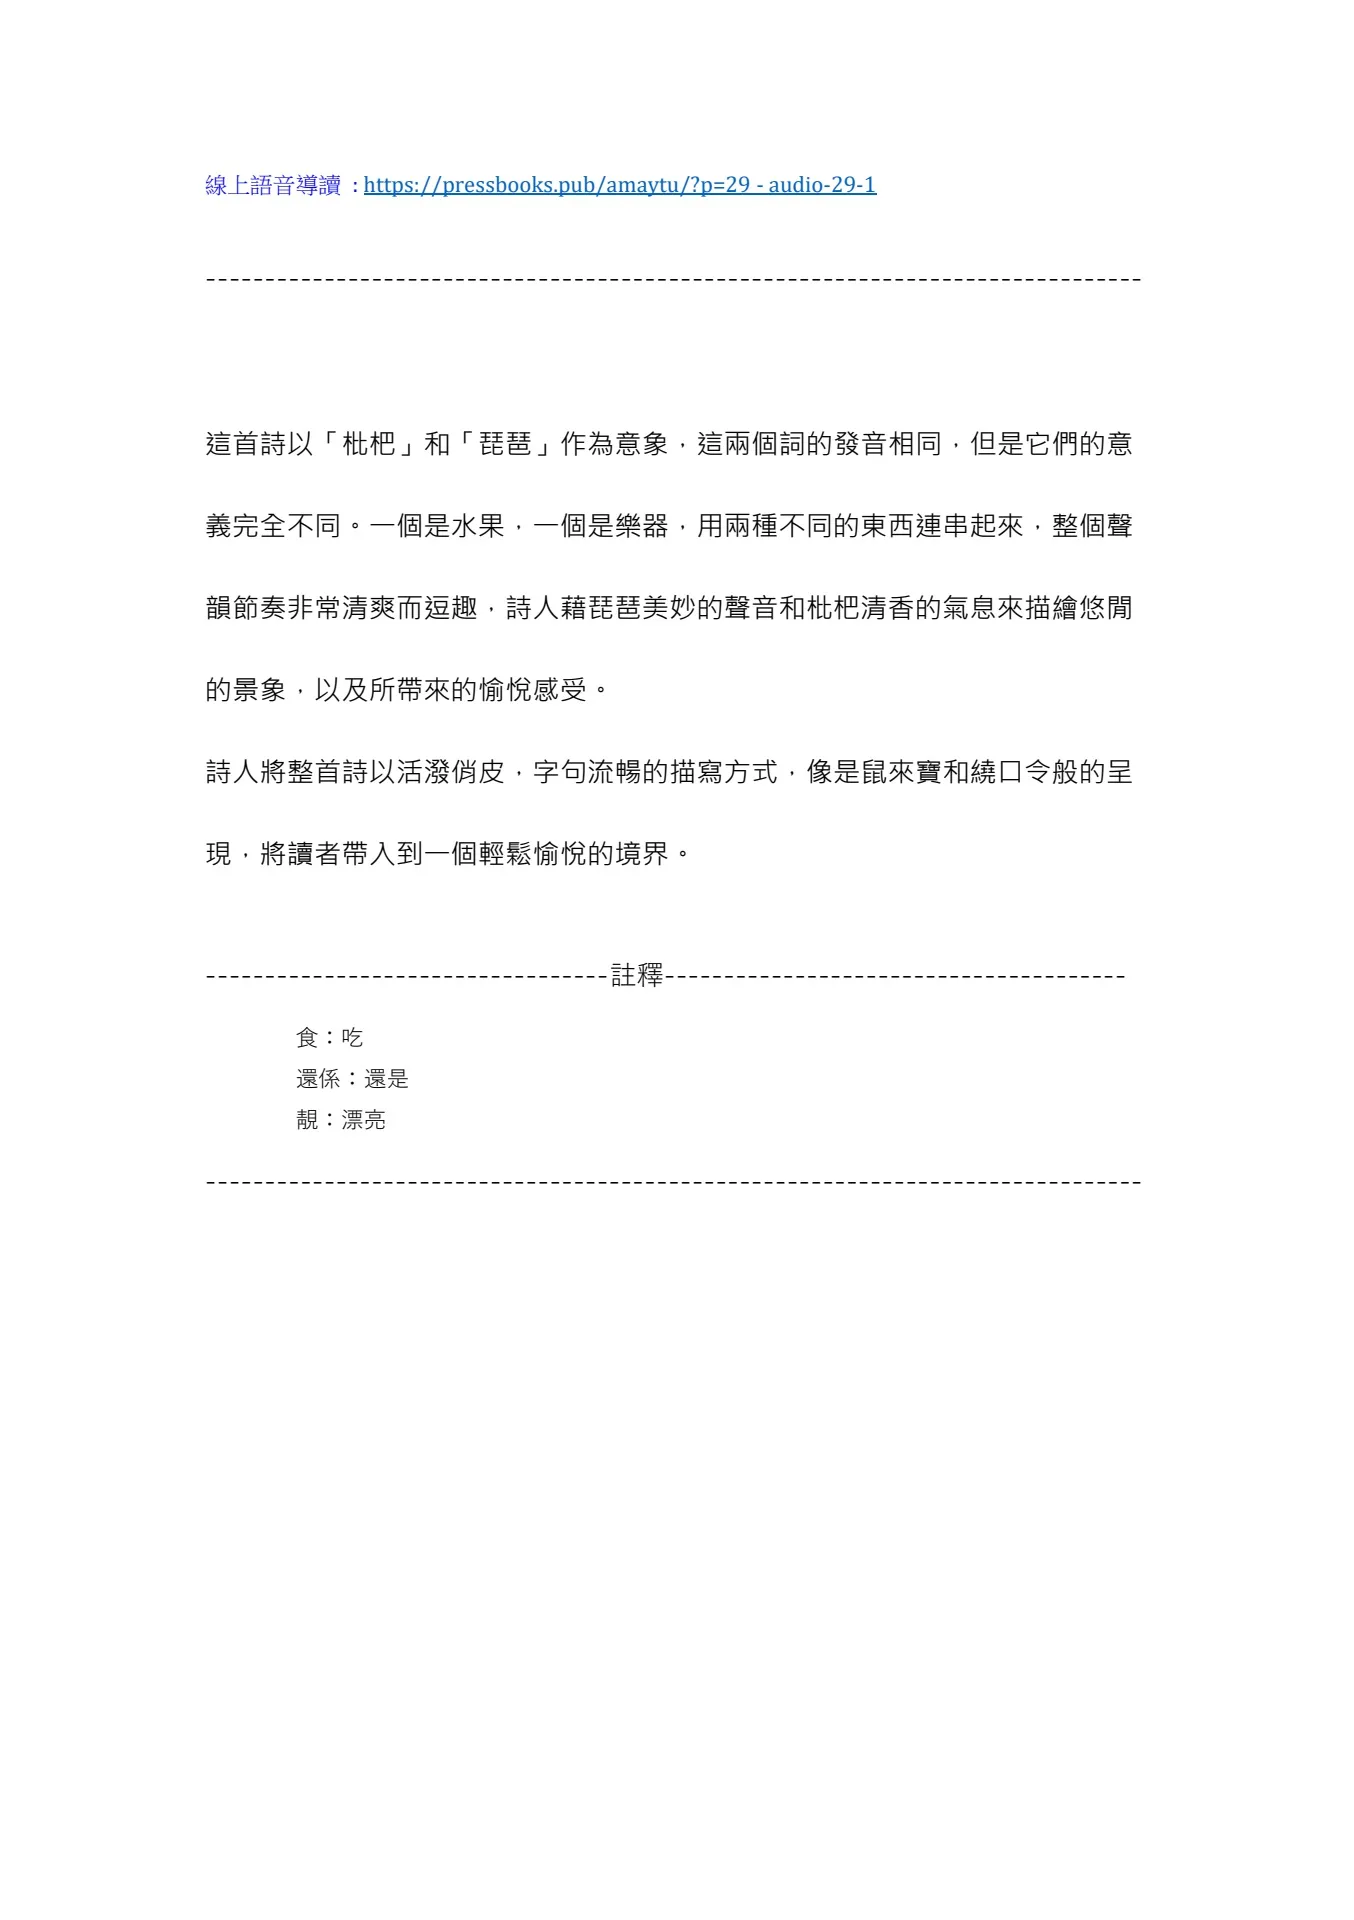 線上語音導讀 : https://pressbooks.pub/amaytu/?p=29 - audio-29-1
-------------------------------------------------------------------------------
這首詩以「枇杷」和「琵琶」作為意象，這兩個詞的發音相同，但是它們的意
義完全不同。一個是水果，一個是樂器，用兩種不同的東西連串起來，整個聲
韻節奏非常清爽而逗趣，詩人藉琵琶美妙的聲音和枇杷清香的氣息來描繪悠閒
的景象，以及所帶來的愉悅感受。
詩人將整首詩以活潑俏皮，字句流暢的描寫方式，像是鼠來寶和繞口令般的呈
現，將讀者帶入到一個輕鬆愉悅的境界。
----------------------------------註釋---------------------------------------
食：吃
還係：還是
靚：漂亮
-------------------------------------------------------------------------------